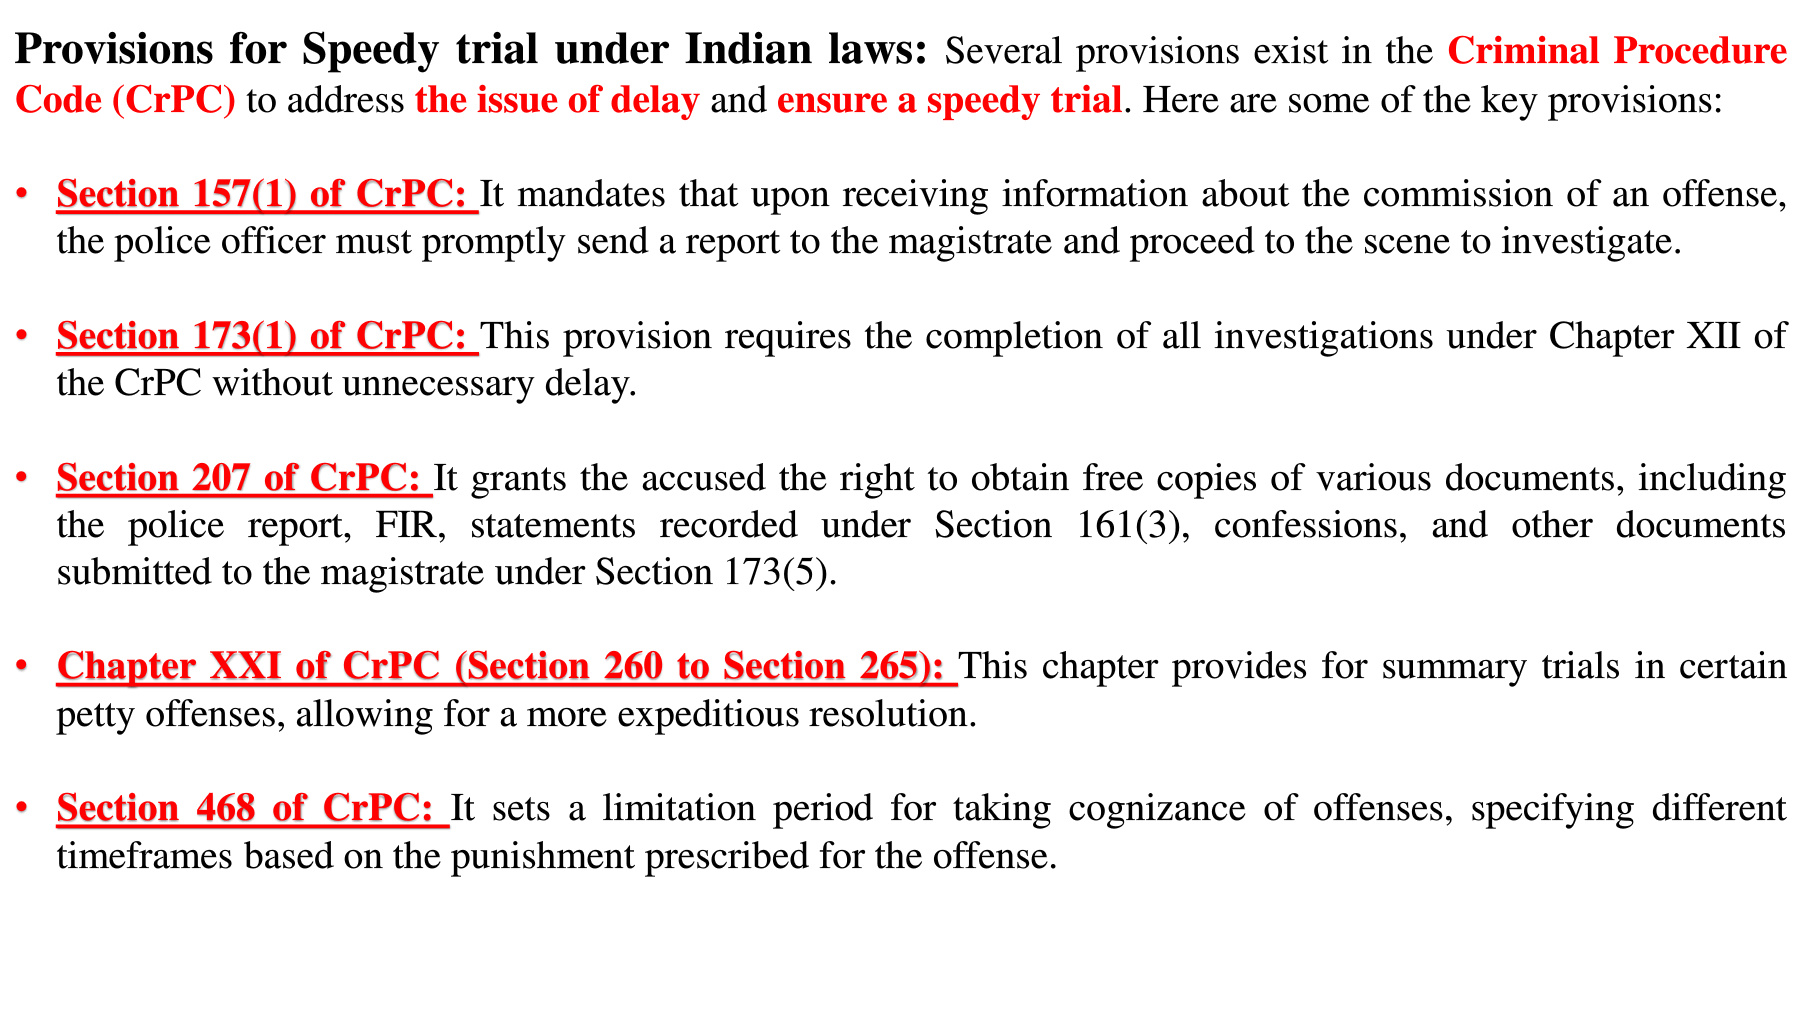 Provisions for Speedy trial under Indian laws: Several provisions exist in the Criminal Procedure
Code (CrPC) to address the issue of delay and ensure a speedy trial. Here are some of the key provisions:
• Section 157(1) of CrPC: It mandates that upon receiving information about the commission of an offense,
the police officer must promptly send a report to the magistrate and proceed to the scene to investigate.
• Section 173(1) of CrPC: This provision requires the completion of all investigations under Chapter XII of
the CrPC without unnecessary delay.
• Section 207 of CrPC: It grants the accused the right to obtain free copies of various documents, including
the police report, FIR, statements recorded under Section 161(3), confessions, and other documents
submitted to the magistrate under Section 173(5).
• Chapter XXI of CrPC (Section 260 to Section 265): This chapter provides for summary trials in certain
petty offenses, allowing for a more expeditious resolution.
• Section 468 of CrPC: It sets a limitation period for taking cognizance of offenses, specifying different
timeframes based on the punishment prescribed for the offense.